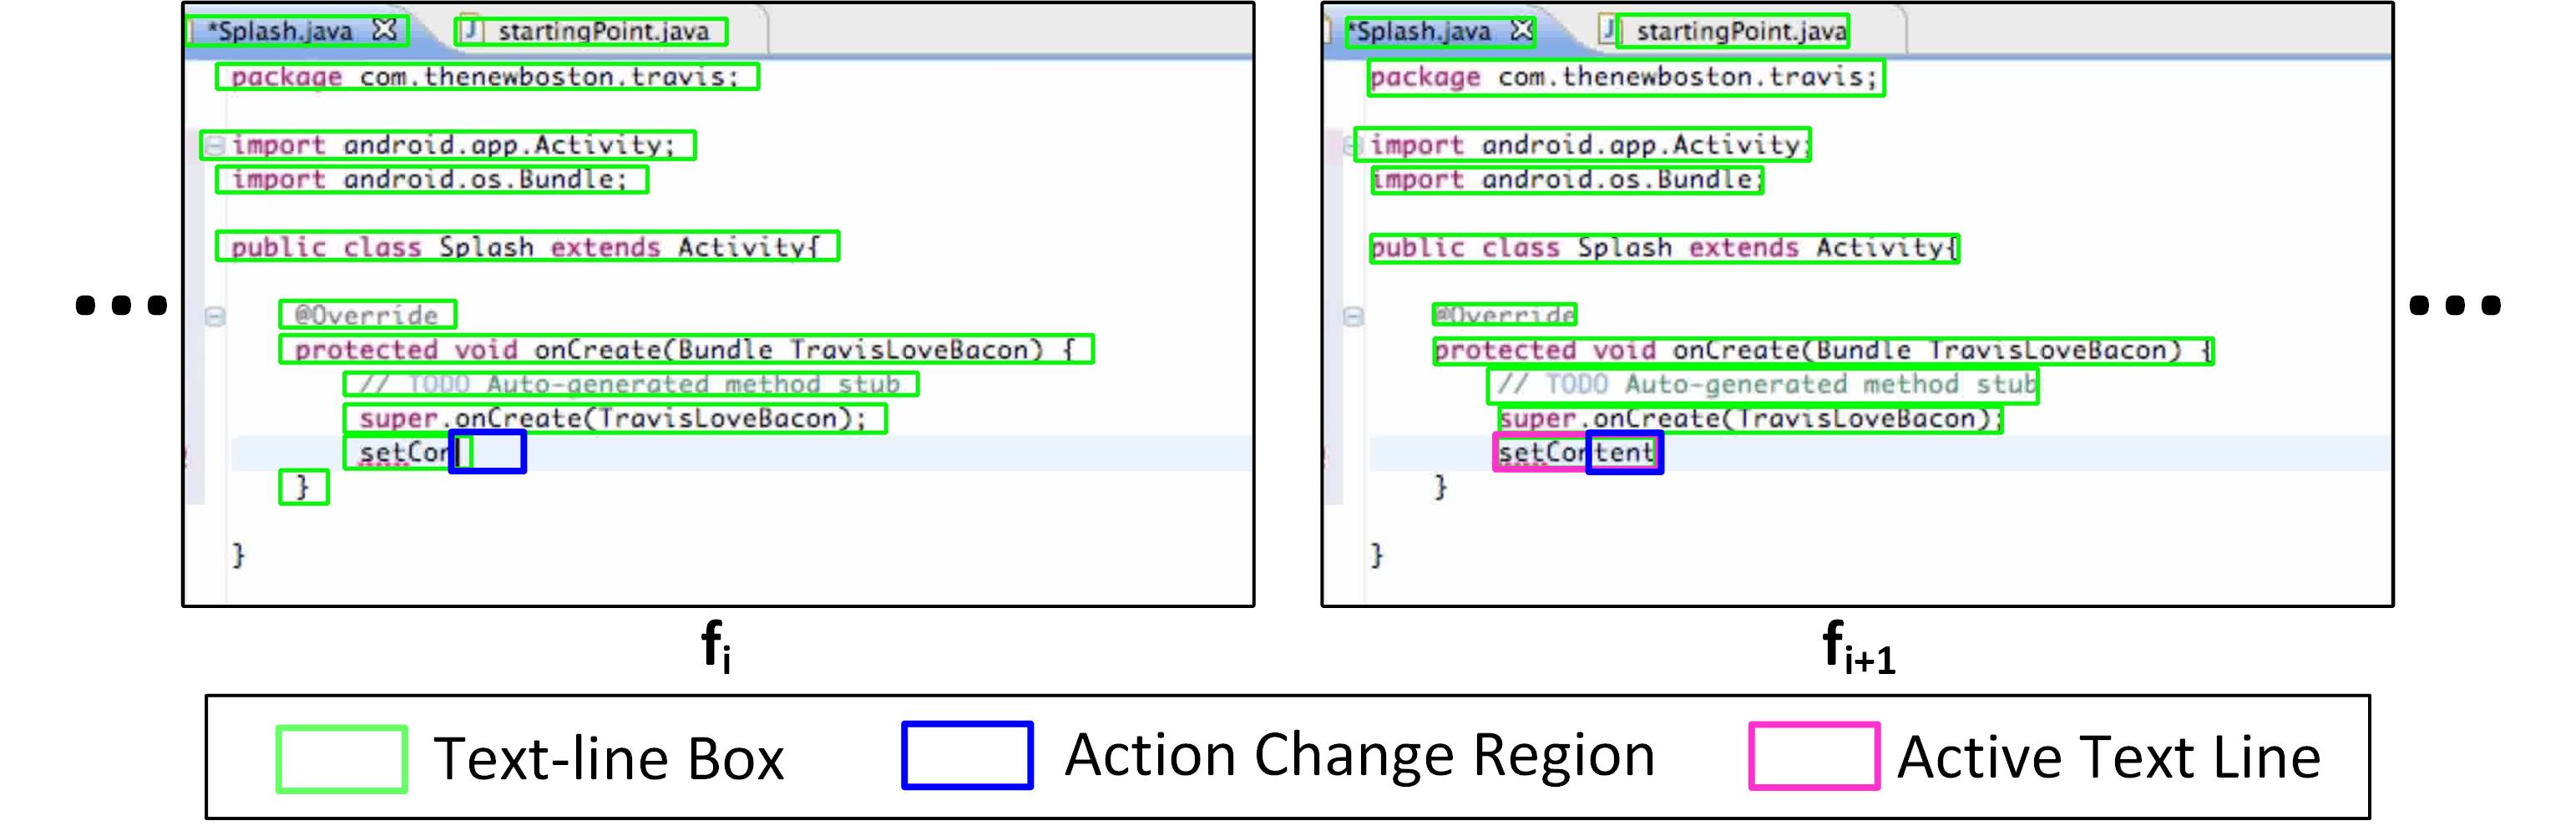 *Splash.java startingPoint.java
package com.thenewboston.travis;
import android.app.Activity;
import android.os.Bundle;
public class Splash extends Activity{
@Override
protected void onCreate(Bundle TravisLoveBacon) {
// TODO Auto-generated method stub
super.onCreate(TravisLoveBacon);
setCon
}
}
fi
*Splash.java startingPoint.java
package com.thenewboston.travis;
import android.app.Activity;
import android.os.Bundle;
public class Splash extends Activity{
@Override
protected void onCreate(Bundle TravisLoveBacon) {
// TODO Auto-generated method stub
super.onCreate(TravisLoveBacon);
setContent
}
}
fi+1
... ...
Text-line Box Action Change Region Active Text Line